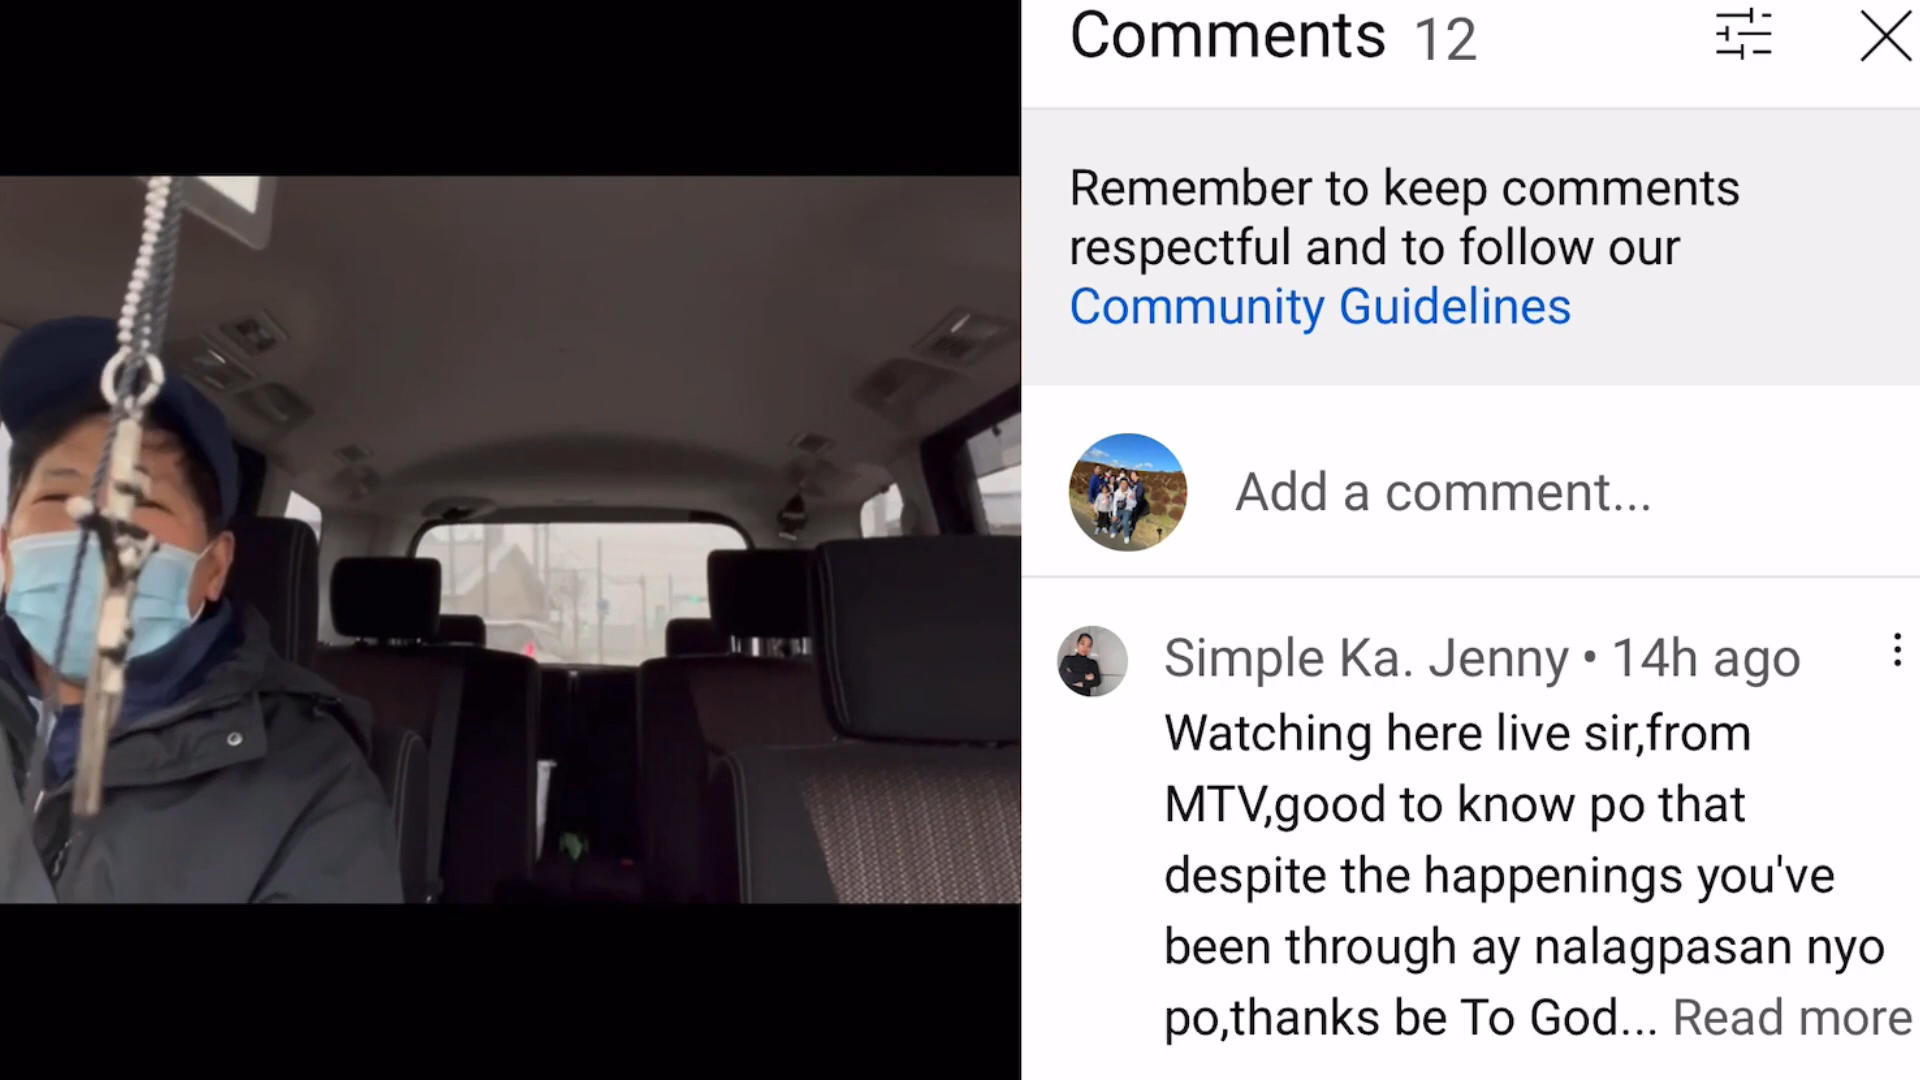 Comments 12
Remember to keep comments
respectful and to follow our
Community Guidelines
Add a comment...
Simple Ka. Jenny • 14h ago
Watching here live sir,from
MTV,good to know po that
despite the happenings you've
been through ay nalagpasan nyo
po,thanks be To God... Read more